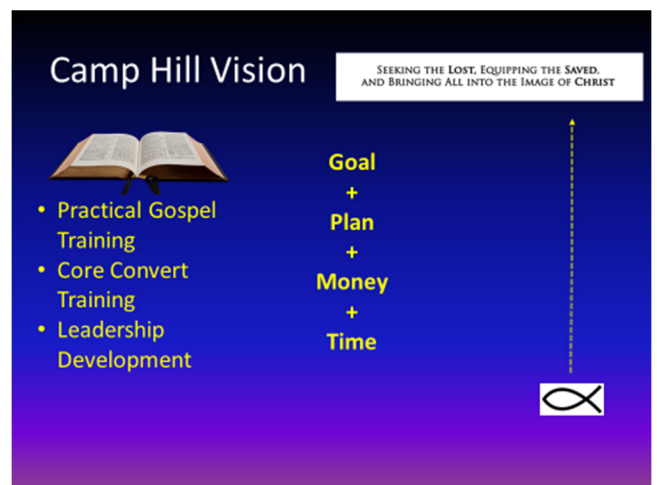 Camp Hill Vision
SEEKING THE LOST, EQUIPPING THE SAVED,
AND BRINGING ALL INTO THE IMAGE OF CHRIST
• Practical Gospel
Training
• Core Convert
Training
• Leadership
Development
Goal
+
Plan
+
Money
+
Time